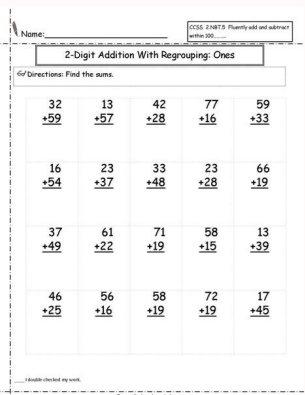 CCSS 2.NBT.5 Fluently add and subtract
Name:____________________ within 100.........
2-Digit Addition With Regrouping: Ones
Directions: Find the sums.
32 13 42 77 59
+59 +57 +28 +16 +33
16 23 33 23 66
+54 +37 +48 +28 +19
37 61 71 58 13
+49 +22 +19 +15 +39
46 56 58 72 17
+25 +16 +19 +19 +45
____I double checked my work.